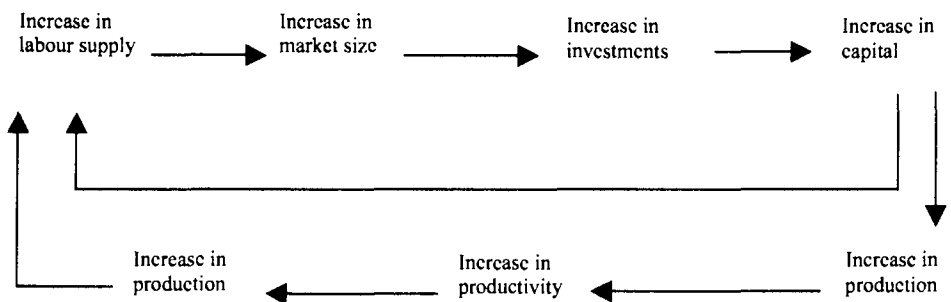 Increase in
labour supply
Increase in
market size
Increase in
investments
Increase in
capital
Increase in
production
Increase in
productivity
Increase in
production